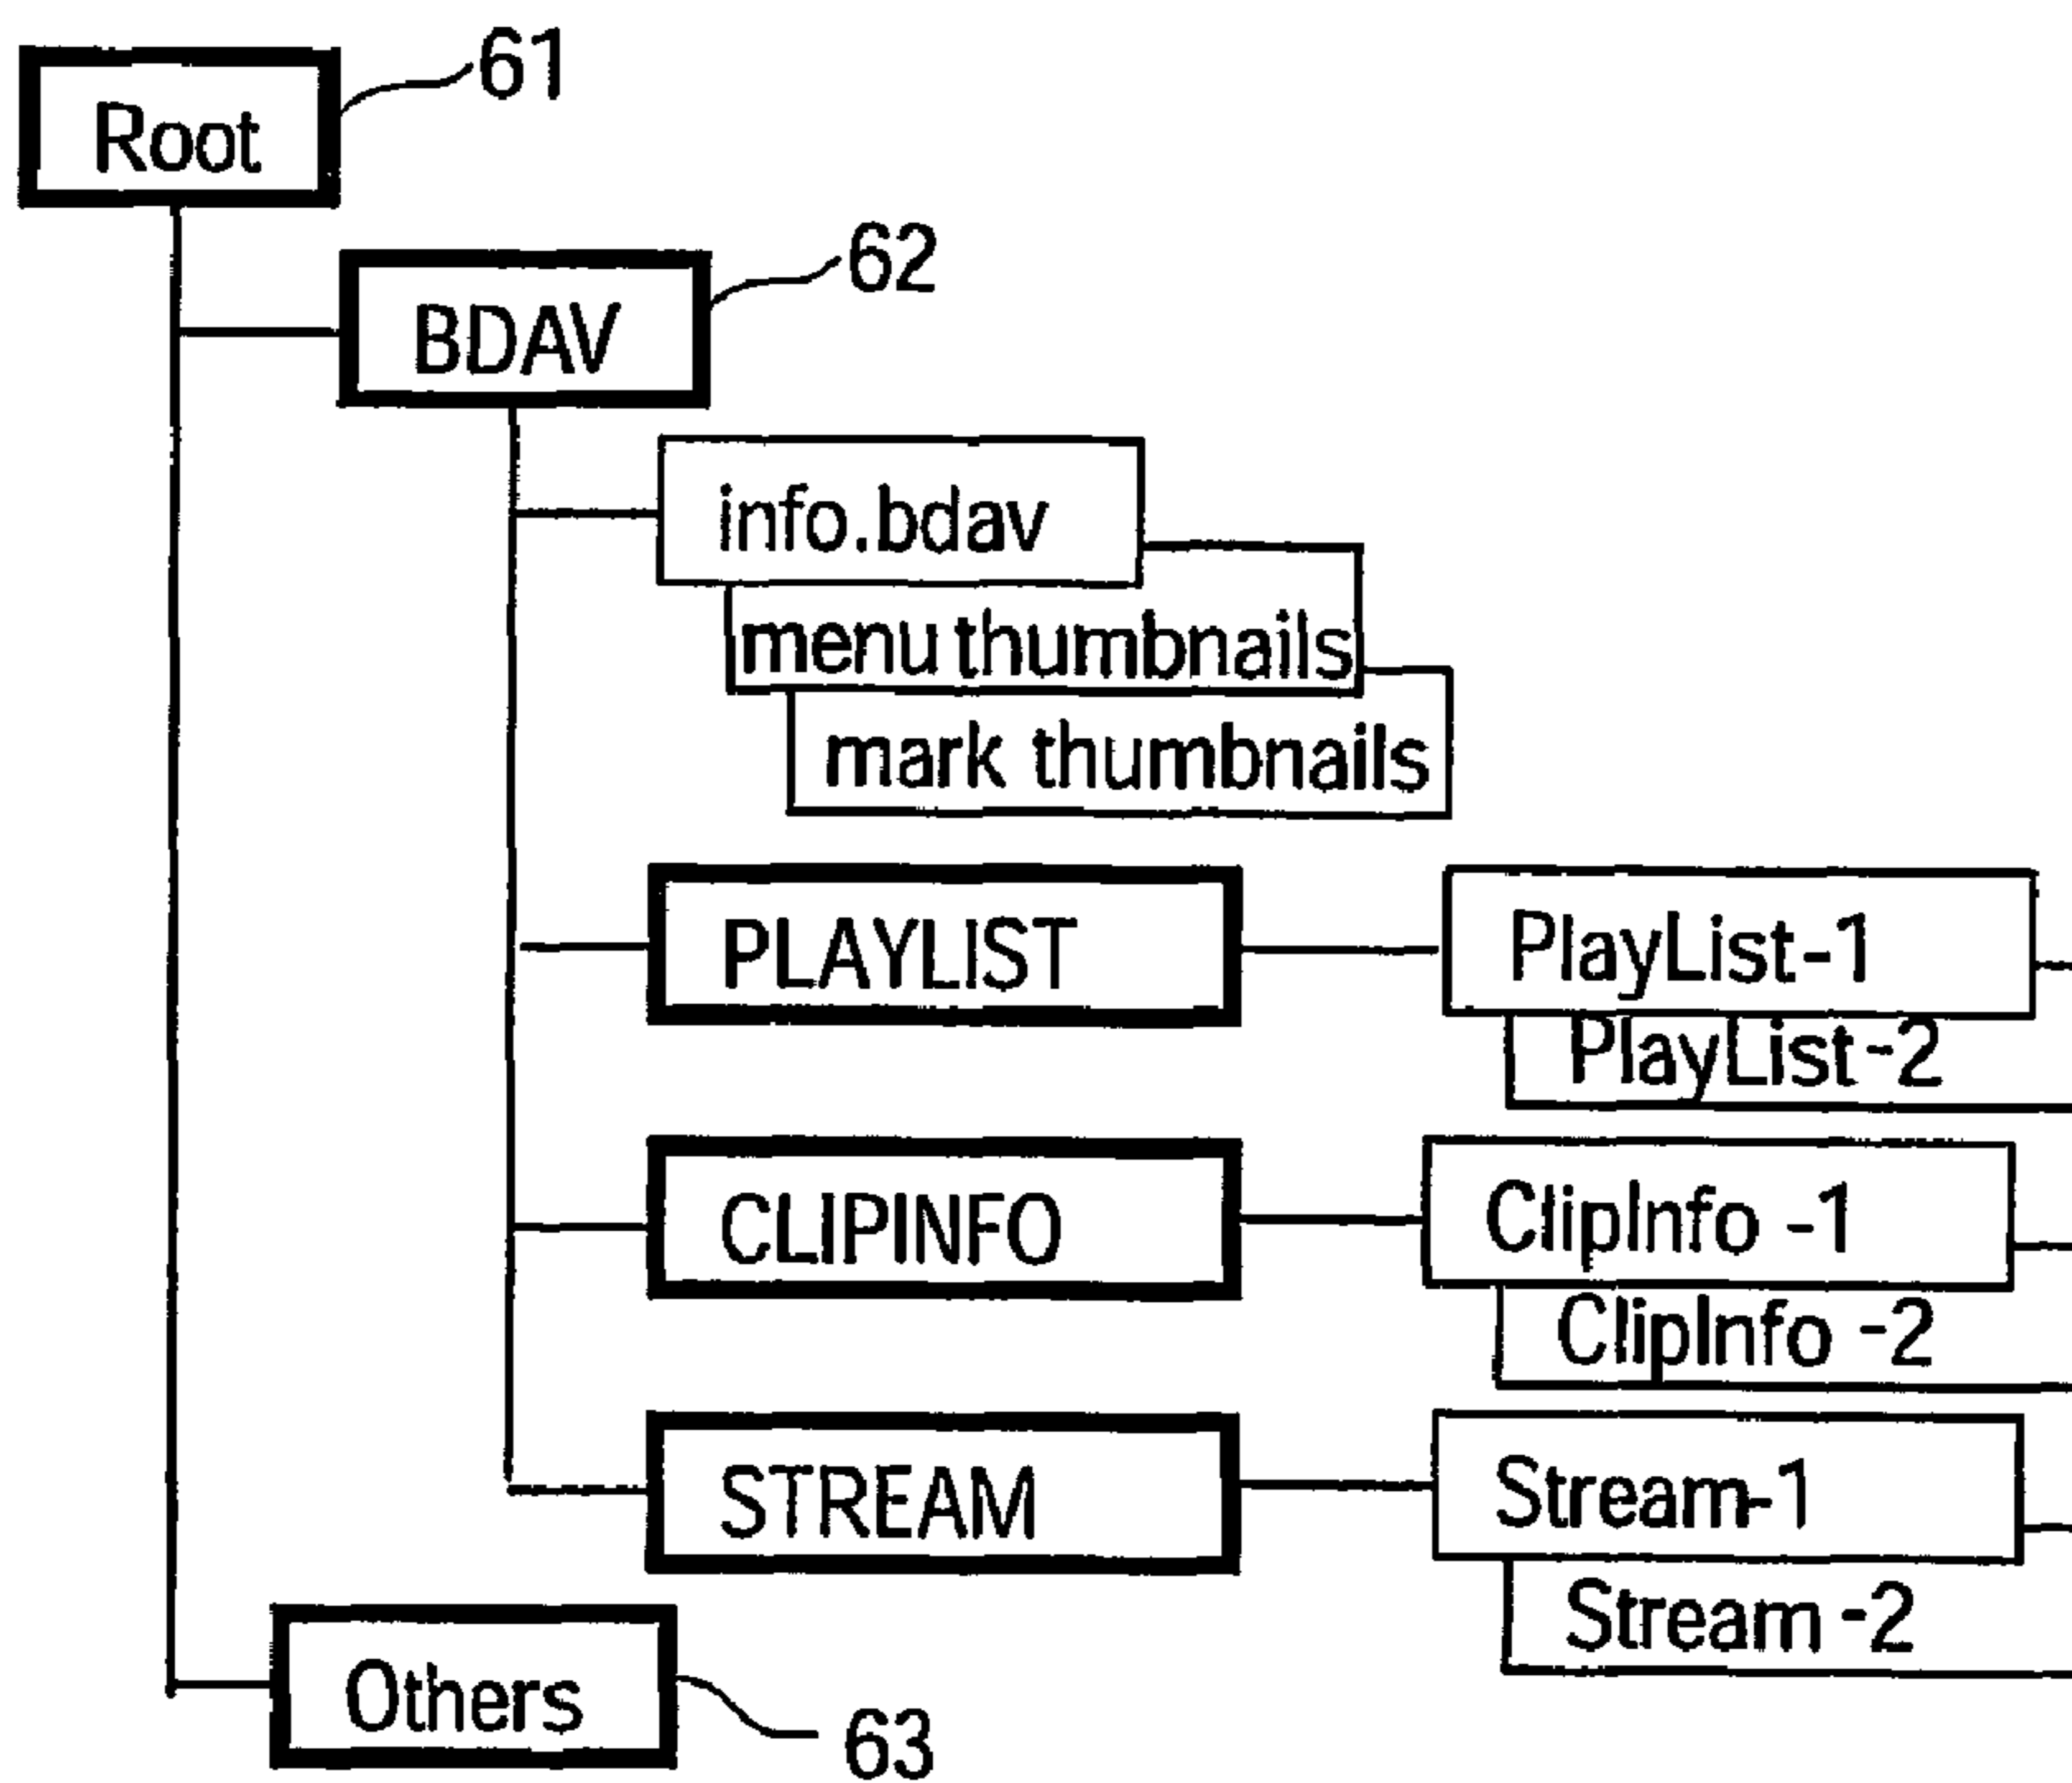 Root
61
BDAV
62
info.bdav
menu thumbnails
mark thumbnails
PLAYLIST
PlayList-1
PlayList-2
CLIPINFO
ClipInfo -1
ClipInfo -2
STREAM
Stream-1
Stream -2
Others
63